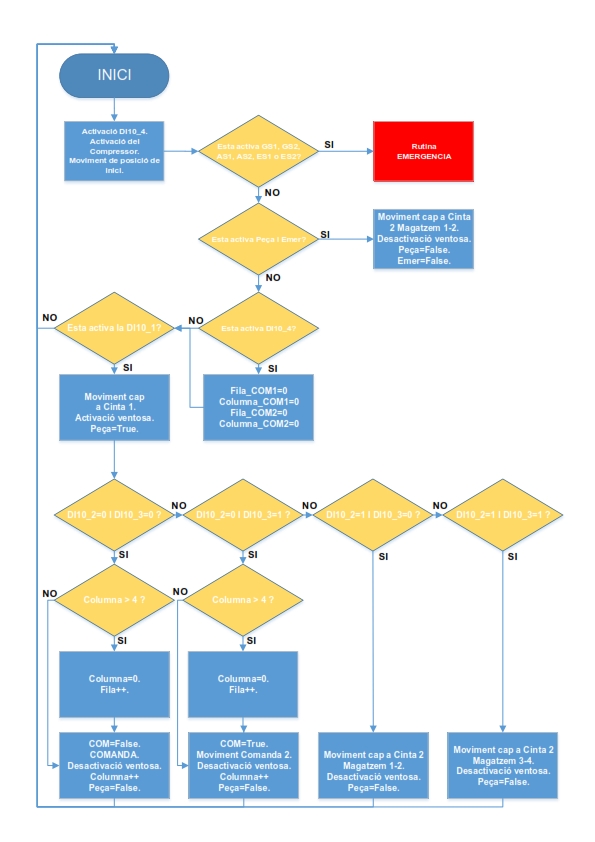 INICI
Activació DI10_4.
Activació del
Compressor.
Moviment de posició de
inici.
Esta activa GS1, GS2,
AS1, AS2, ES1 o ES2?
SI
Rutina
EMERGENCIA
NO
Esta activa Peça i Emer?
SI
Moviment cap a Cinta
2 Magatzem 1-2.
Desactivació ventosa.
Peça=False.
Emer=False.
NO
Esta activa DI10_4?
NO
SI
Fila_COM1=0
Columna_COM1=0
Fila_COM2=0
Columna_COM2=0
Esta activa la DI10_1?
NO
SI
Moviment cap
a Cinta 1.
Activació ventosa.
Peça=True.
DI10_2=0 I DI10_3=0 ?
NO
DI10_2=0 I DI10_3=1 ?
NO
DI10_2=1 I DI10_3=0 ?
NO
DI10_2=1 I DI10_3=1 ?
SI
SI
SI
SI
NO
Columna > 4 ?
NO
Columna > 4 ?
SI
SI
Columna=0.
Fila++.
Columna=0.
Fila++.
COM=False.
COMANDA.
Desactivació ventosa.
Columna++
Peça=False.
COM=True.
Moviment Comanda 2.
Desactivació ventosa.
Columna++
Peça=False.
Moviment cap a Cinta 2
Magatzem 1-2.
Desactivació ventosa.
Peça=False.
Moviment cap a Cinta 2
Magatzem 3-4.
Desactivació ventosa.
Peça=False.